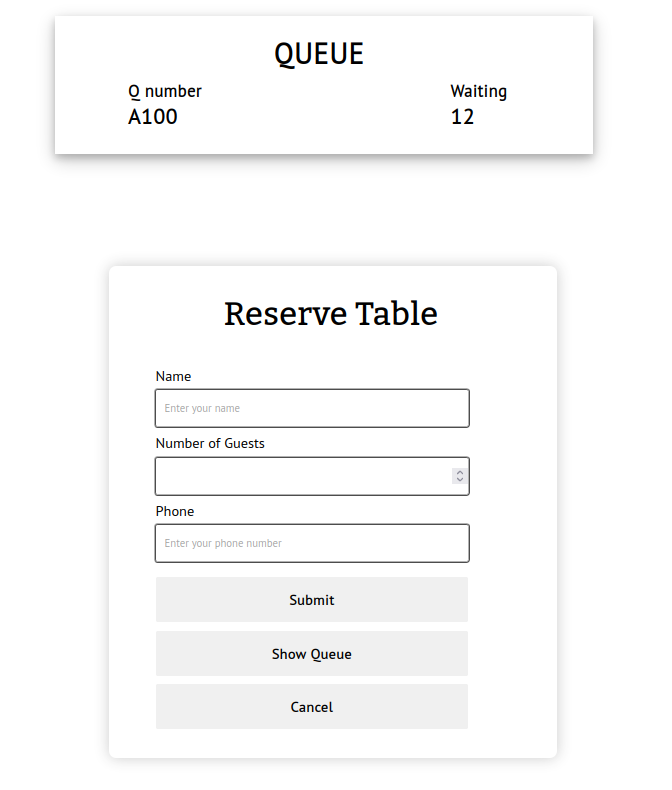 QUEUE
Q number
Waiting
A100
12
Reserve Table
Name
Enter your name
Number of Guests
Phone
Enter your phone number
Submit
Show Queue
Cancel